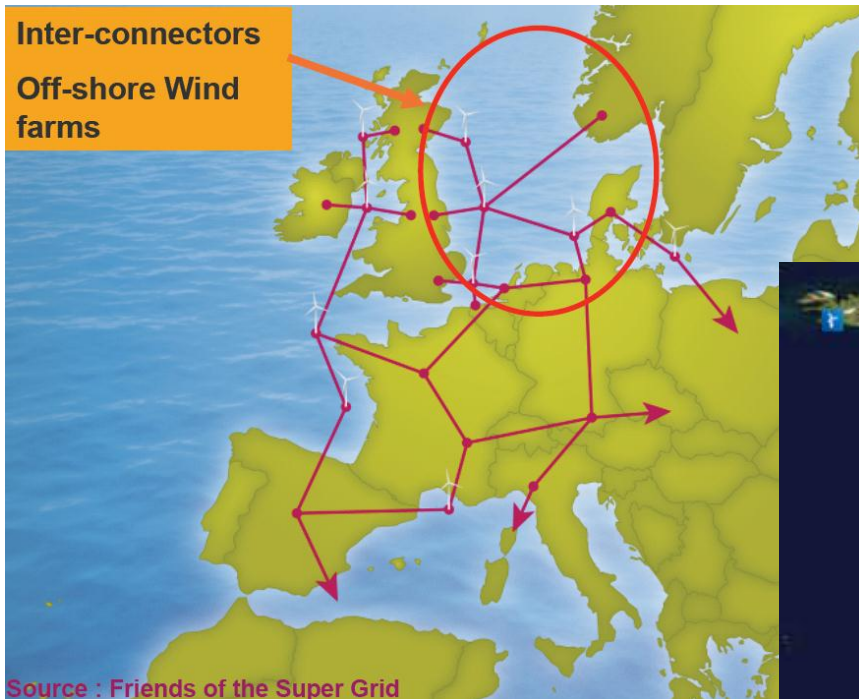 Inter-connectors
Off-shore Wind
farms
Source : Friends of the Super Grid